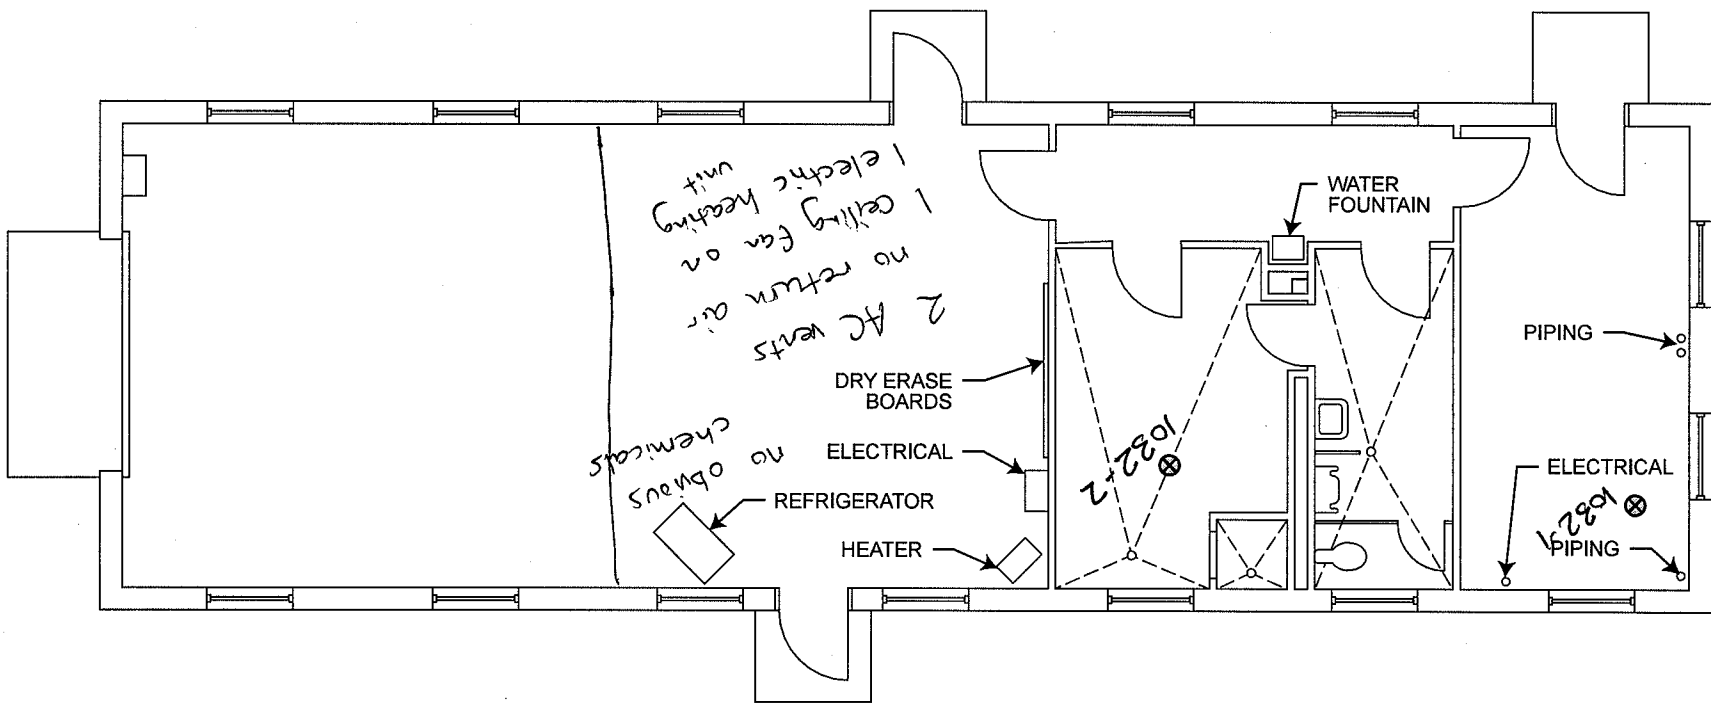 2 AC vents
no return air
1 ceiling fan on
1 electric heating
unit
no obvious
chemicals
WATER
FOUNTAIN
PIPING
DRY ERASE
BOARDS
ELECTRICAL
REFRIGERATOR
HEATER
1032-2
ELECTRICAL
1032-1
PIPING